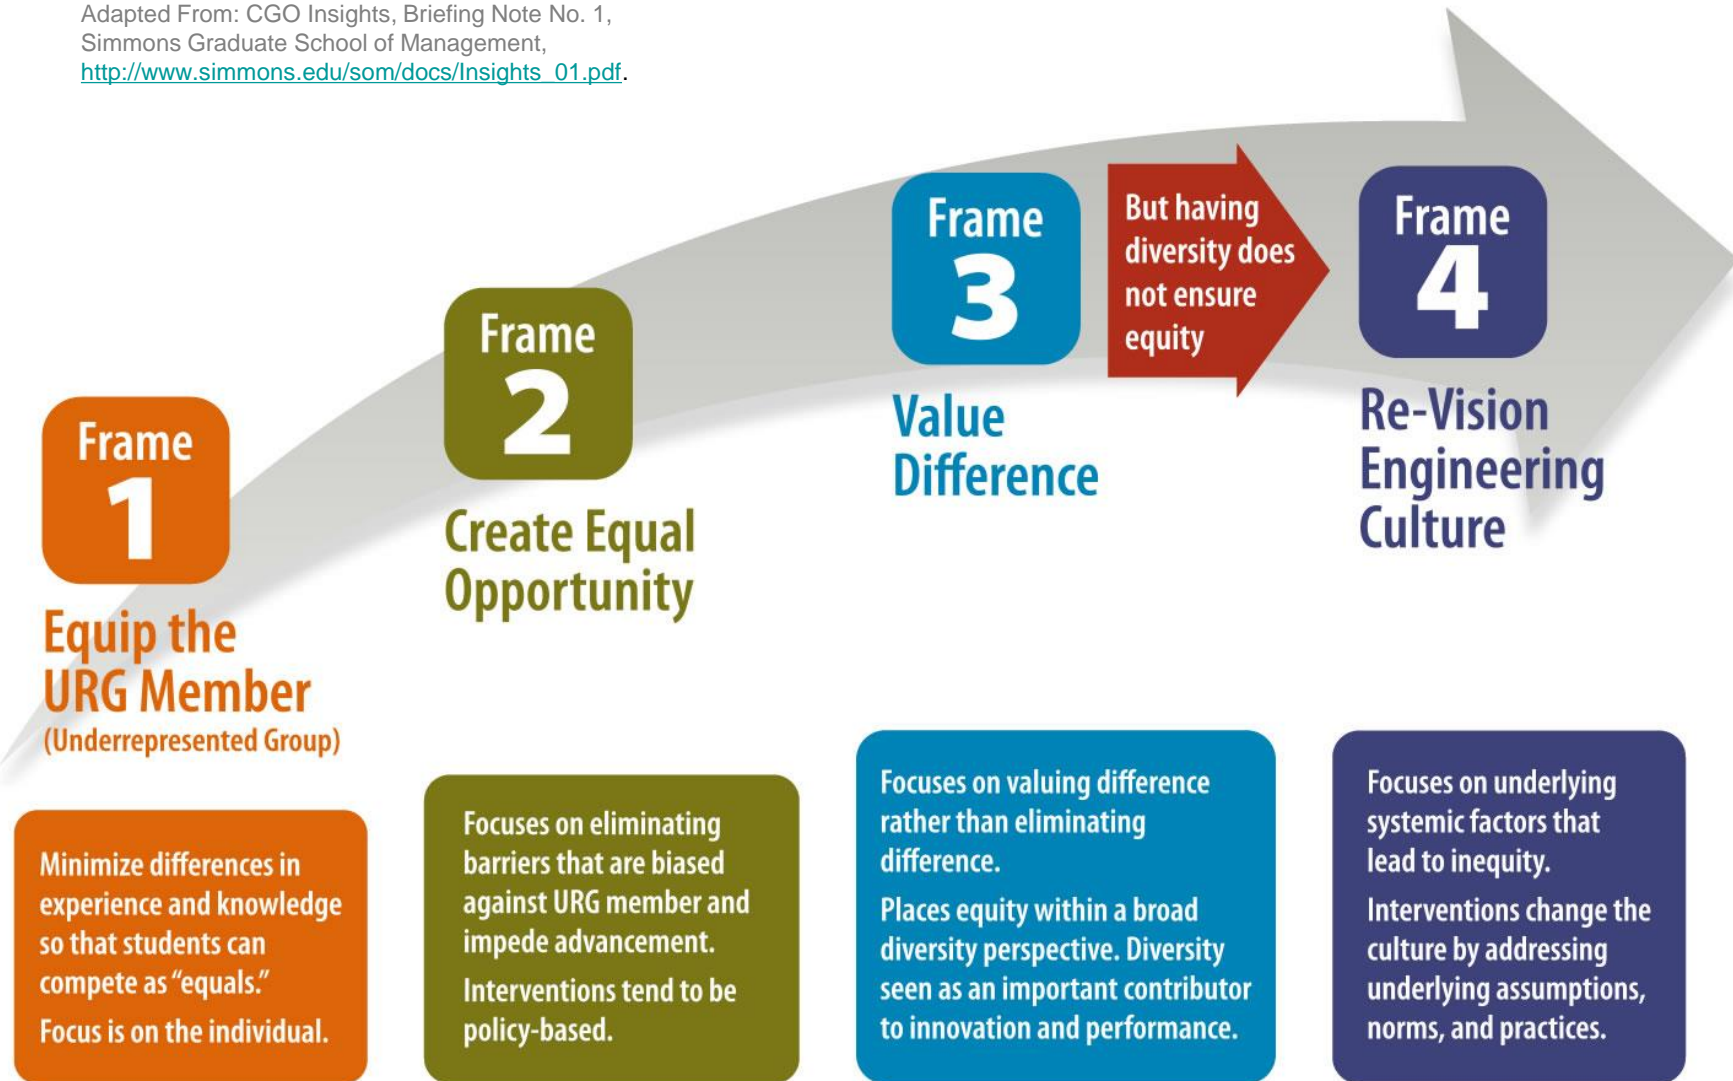 Adapted From: CGO Insights, Briefing Note No. 1,
Simmons Graduate School of Management,
http://www.simmons.edu/som/docs/Insights_01.pdf.
Frame
1
Equip the
URG Member
(Underrepresented Group)
Minimize differences in
experience and knowledge
so that students can
compete as “equals.”
Focus is on the individual.
Frame
2
Create Equal
Opportunity
Focuses on eliminating
barriers that are biased
against URG member and
impede advancement.
Interventions tend to be
policy-based.
Frame
3
Value
Difference
Focuses on valuing difference
rather than eliminating
difference.
Places equity within a broad
diversity perspective. Diversity
seen as an important contributor
to innovation and performance.
But having
diversity does
not ensure
equity
Frame
4
Re-Vision
Engineering
Culture
Focuses on underlying
systemic factors that
lead to inequity.
Interventions change the
culture by addressing
underlying assumptions,
norms, and practices.